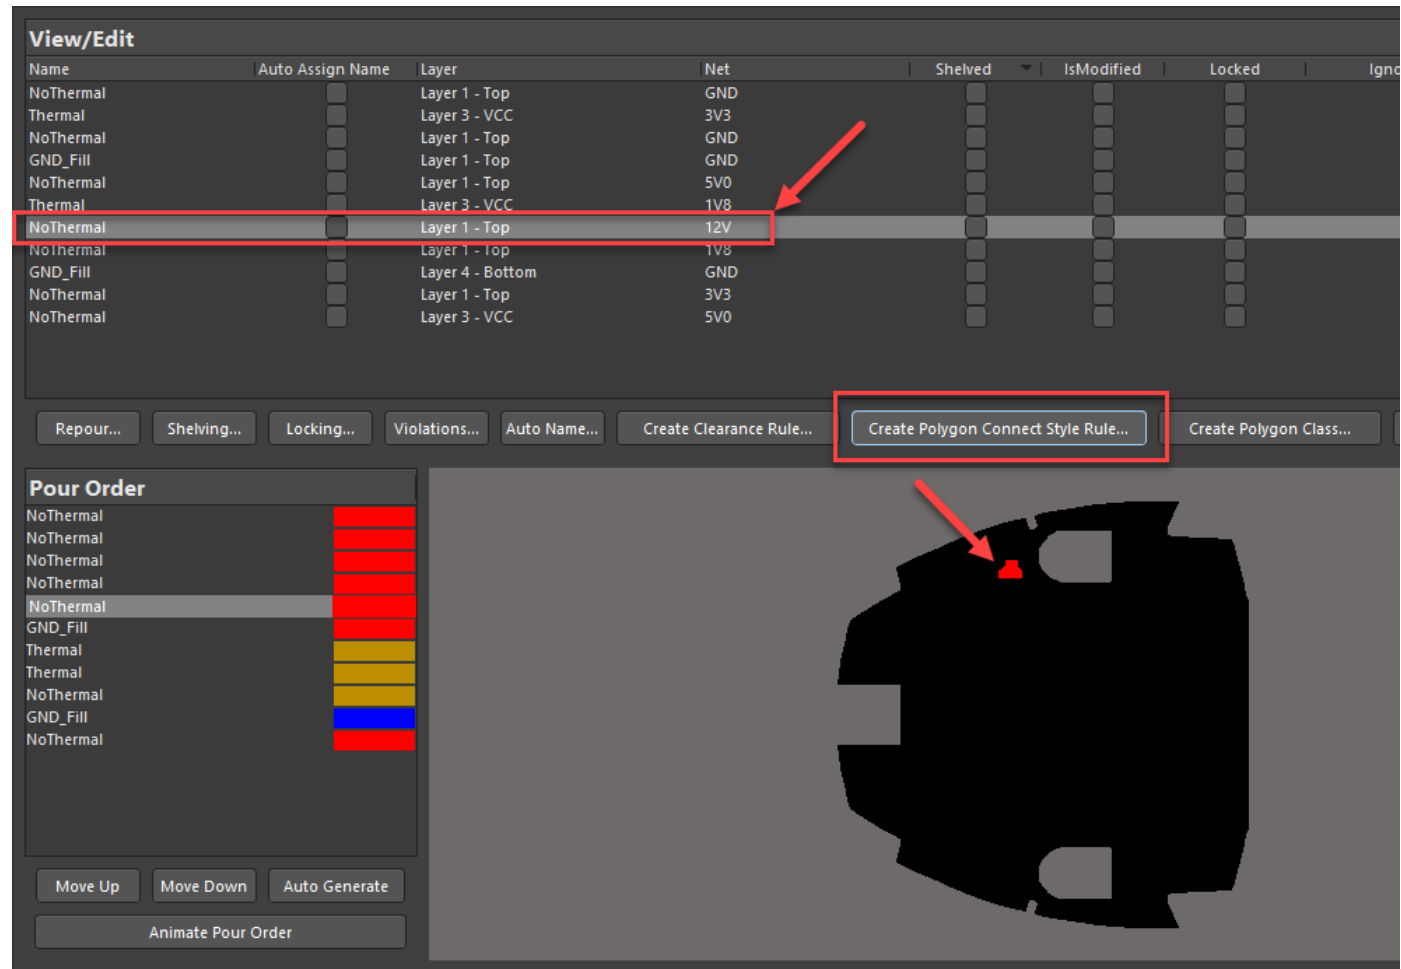 View/Edit
Name Auto Assign Name Layer Net Shelved IsModified Locked Igno
NoThermal Layer 1 - Top GND
Thermal Layer 3 - VCC 3V3
NoThermal Layer 1 - Top GND
GND_Fill Layer 1 - Top GND
NoThermal Layer 1 - Top 5V0
Thermal Layer 3 - VCC 1V8
NoThermal Layer 1 - Top 12V
NoThermal Layer 1 - Top 1V8
GND_Fill Layer 4 - Bottom GND
NoThermal Layer 1 - Top 3V3
NoThermal Layer 3 - VCC 5V0
Repour... Shelving... Locking... Violations... Auto Name... Create Clearance Rule... Create Polygon Connect Style Rule... Create Polygon Class...
Pour Order
NoThermal
NoThermal
NoThermal
NoThermal
NoThermal
GND_Fill
Thermal
Thermal
NoThermal
GND_Fill
NoThermal
Move Up Move Down Auto Generate
Animate Pour Order